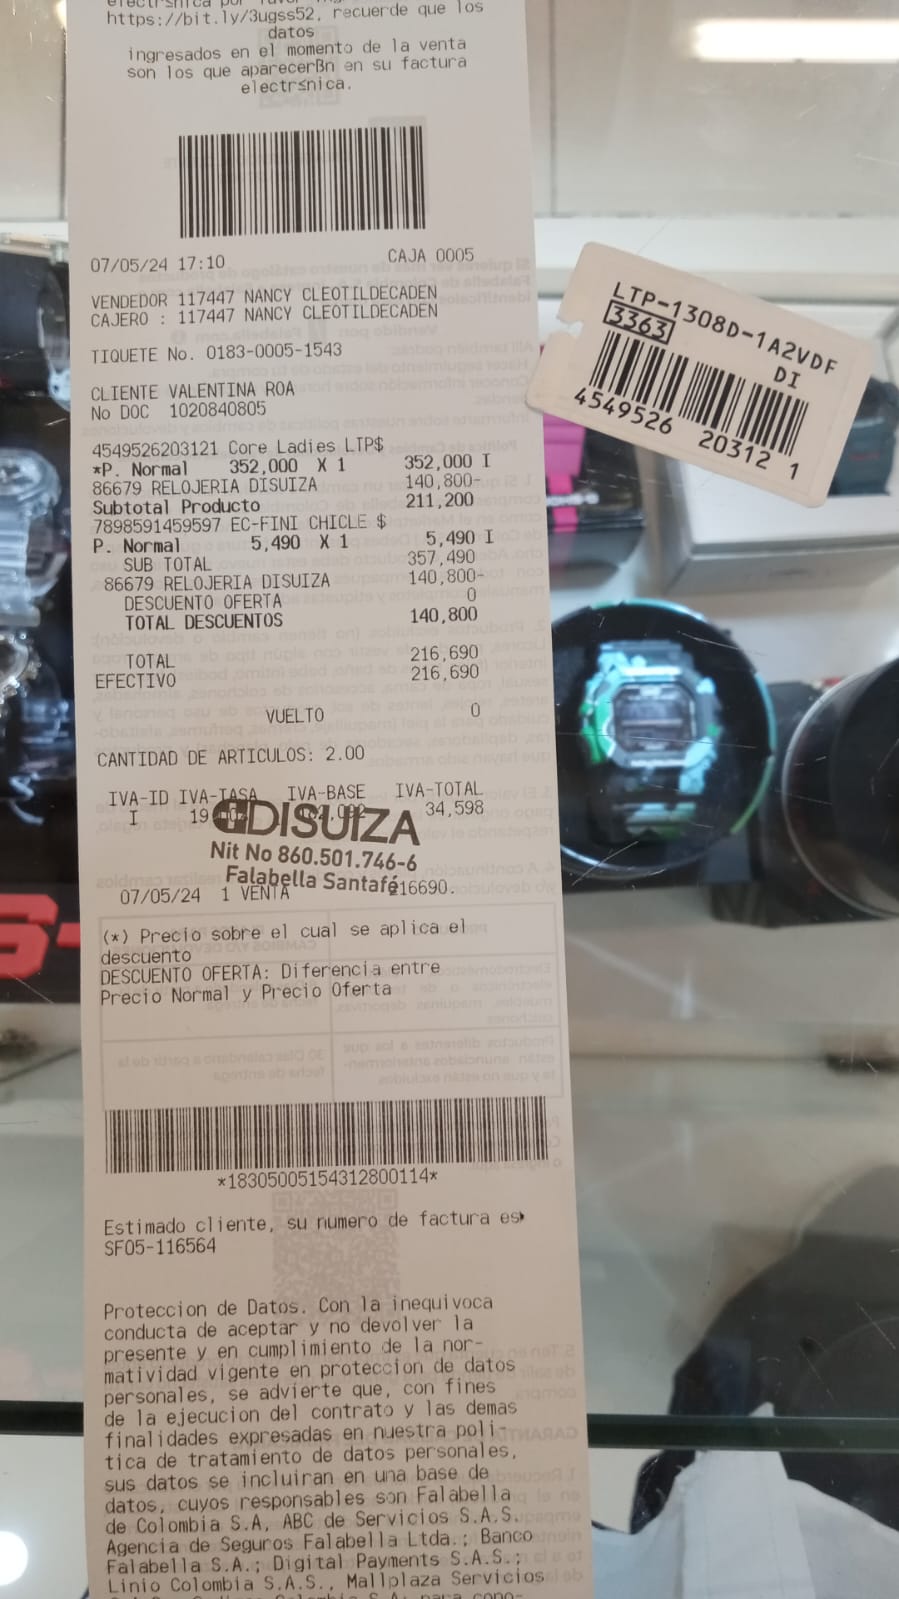 https://bit.ly/3ugss52, recuerde que los
datos
ingresados en el momento de la venta
son los que aparecerßn en su factura
electr≤nica.
07/05/24 17:10 CAJA 0005
VENDEDOR 117447 NANCY CLEOTILDECADEN
CAJERO : 117447 NANCY CLEOTILDECADEN
TIQUETE No. 0183-0005-1543
CLIENTE VALENTINA ROA
No DOC 1020840805
4549526203121 Core Ladies LTP$
*P. Normal 352,000 X 1 352,000 I
86679 RELOJERIA DISUIZA 140,800-
Subtotal Producto 211,200
7898591459597 EC-FINI CHICLE $
P. Normal 5,490 X 1 5,490 I
SUB TOTAL 357,490
86679 RELOJERIA DISUIZA 140,800-
DESCUENTO OFERTA 0
TOTAL DESCUENTOS 140,800
TOTAL 216,690
EFECTIVO 216,690
VUELTO 0
CANTIDAD DE ARTICULOS: 2.00
IVA-ID IVA-TASA IVA-BASE IVA-TOTAL
I 19 34,598
DISUIZA
Nit No 860.501.746-6
Falabella Santafé
07/05/24 1 VENTA 216690.
(*) Precio sobre el cual se aplica el
descuento
DESCUENTO OFERTA: Diferencia entre
Precio Normal y Precio Oferta
*18305005154312800114*
Estimado cliente, su numero de factura es
SF05-116564
Proteccion de Datos. Con la inequivoca
conducta de aceptar y no devolver la
presente y en cumplimiento de la nor-
matividad vigente en proteccion de datos
personales, se advierte que, con fines
de la ejecucion del contrato y las demas
finalidades expresadas en nuestra poli-
tica de tratamiento de datos personales,
sus datos se incluiran en una base de
datos, cuyos responsables son Falabella
de Colombia S.A, ABC de Servicios S.A.S.
Agencia de Seguros Falabella Ltda.; Banco
Falabella S.A.; Digital Payments S.A.S.;
Linio Colombia S.A.S., Mallplaza Servicios
LTP-1308D-1A2VDF
3363 DI
4549526 20312 1